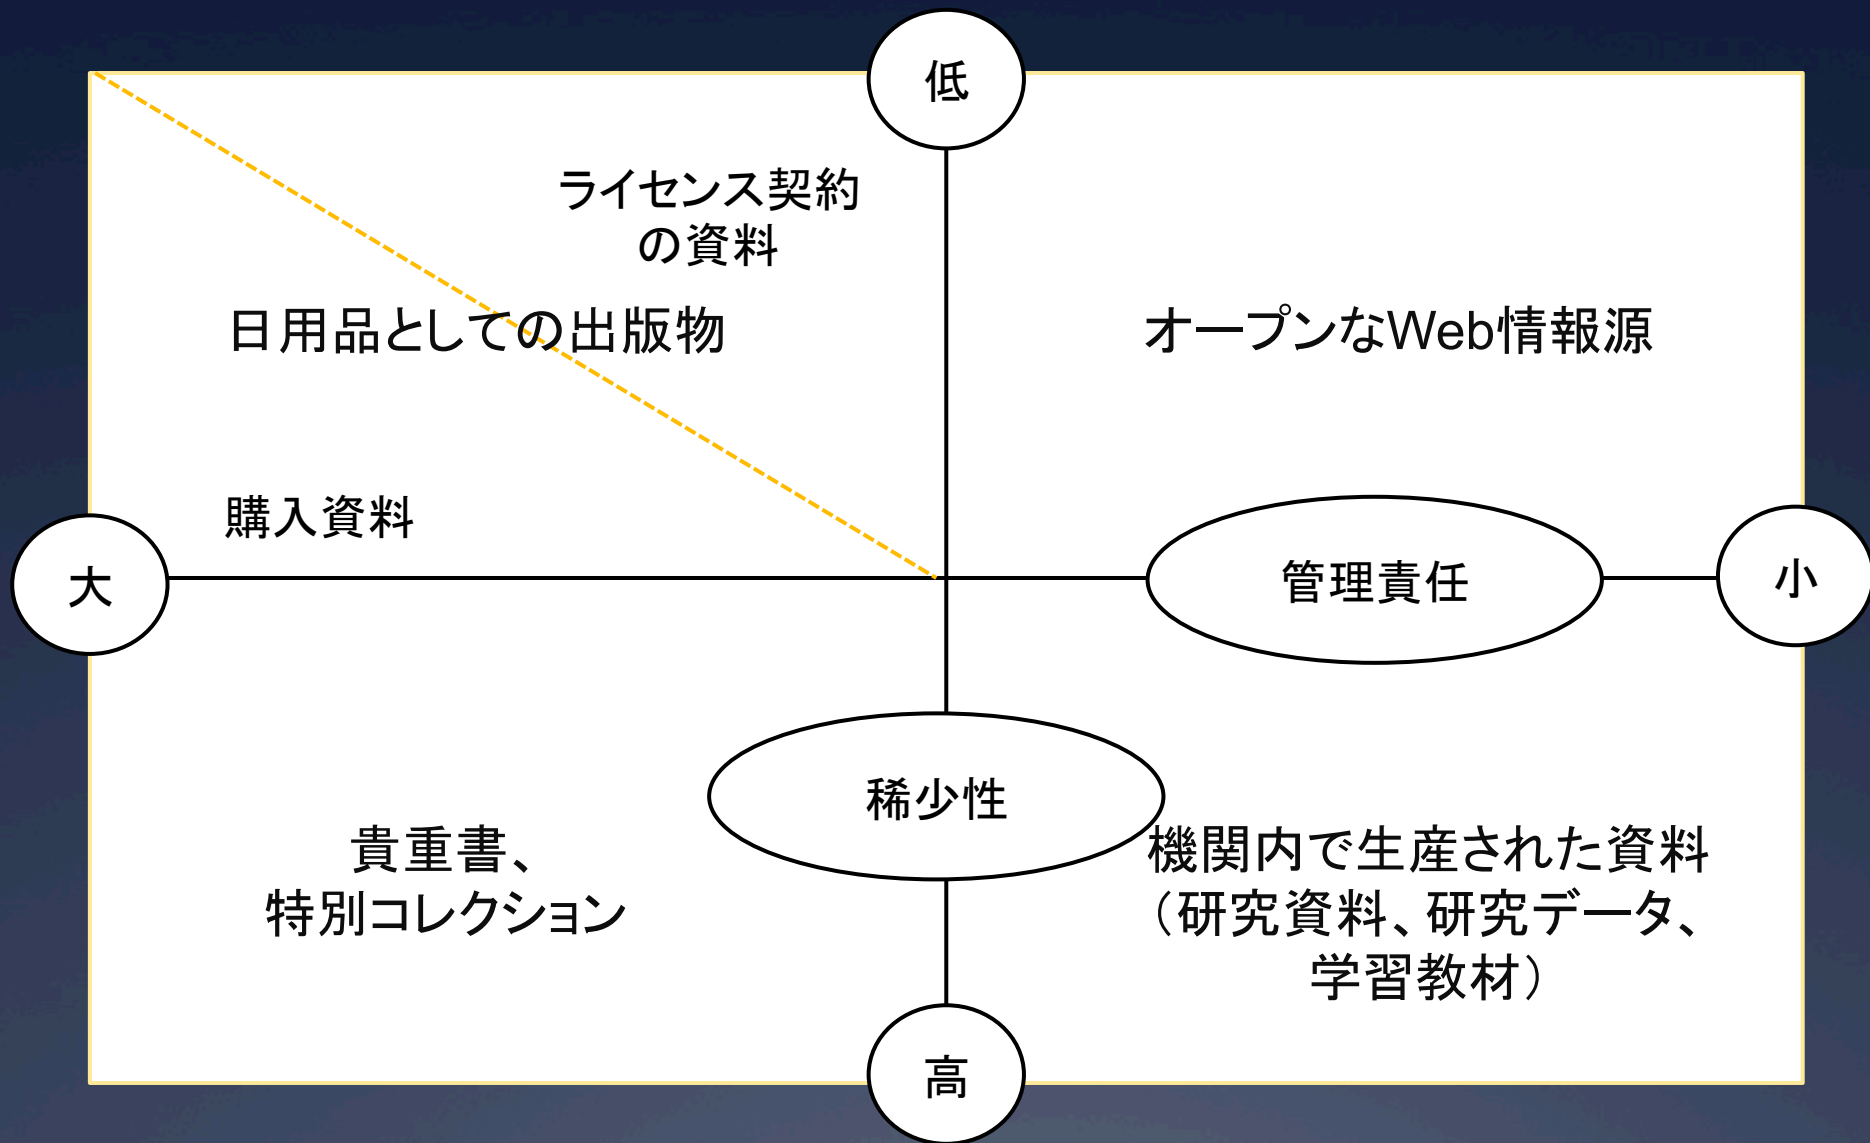 低
ライセンス契約
の資料
日用品としての出版物
オープンなWeb情報源
購入資料
大
管理責任
小
稀少性
貴重書、
特別コレクション
機関内で生産された資料
（研究資料、研究データ、
学習教材）
高